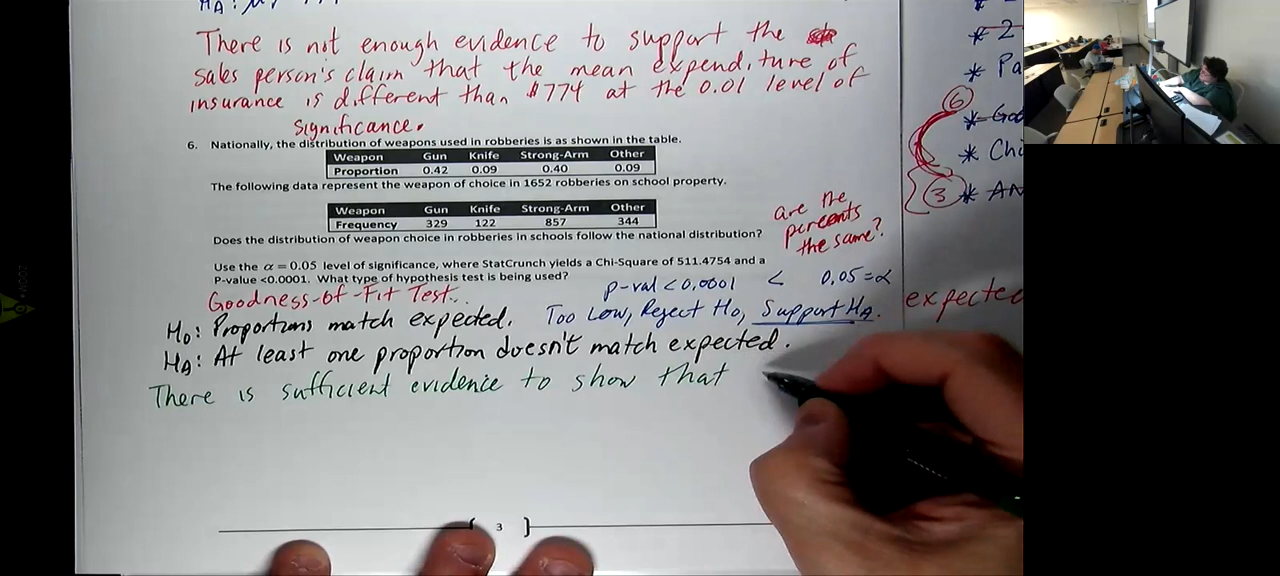 There is not enough evidence to support the
sales person's claim that the mean expenditure of
insurance is different than $774 at the 0.01 level of
significance.
6. Nationally, the distribution of weapons used in robberies is as shown in the table.
Weapon Gun Knife Strong-Arm Other
Proportion 0.42 0.09 0.40 0.09
The following data represent the weapon of choice in 1652 robberies on school property.
Weapon Gun Knife Strong-Arm Other
Frequency 329 122 857 344
Does the distribution of weapon choice in robberies in schools follow the national distribution?
are the
percents
the same?
Use the α = 0.05 level of significance, where StatCrunch yields a Chi-Square of 511.4754 and a
P-value <0.0001. What type of hypothesis test is being used?
Goodness-of-Fit Test.
p-val < 0.0001 < 0.05 = α
H0: Proportions match expected.
Too Low, Reject H0, Support HA.
HA: At least one proportion doesn't match expected.
There is sufficient evidence to show that
3
* 2
* Pa
6
* Goo
* Chi
3 * AN
expected